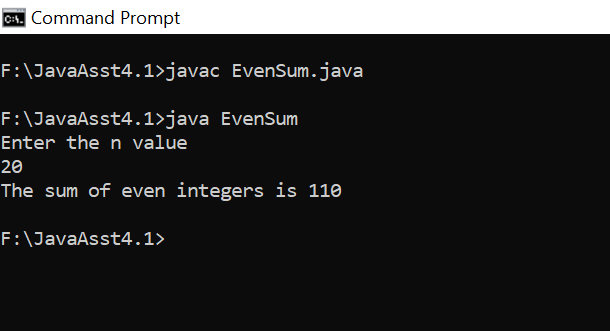 Command Prompt
F:\JavaAsst4.1>javac EvenSum.java
F:\JavaAsst4.1>java EvenSum
Enter the n value
20
The sum of even integers is 110
F:\JavaAsst4.1>